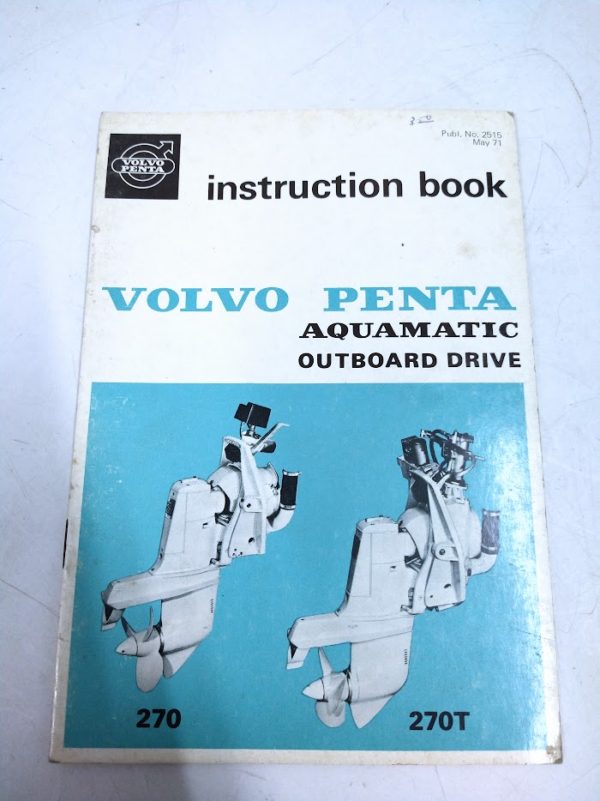 3.50
Publ. No. 2515
May 71
VOLVO
PENTA
instruction book
VOLVO PENTA
AQUAMATIC
OUTBOARD DRIVE
270
270T